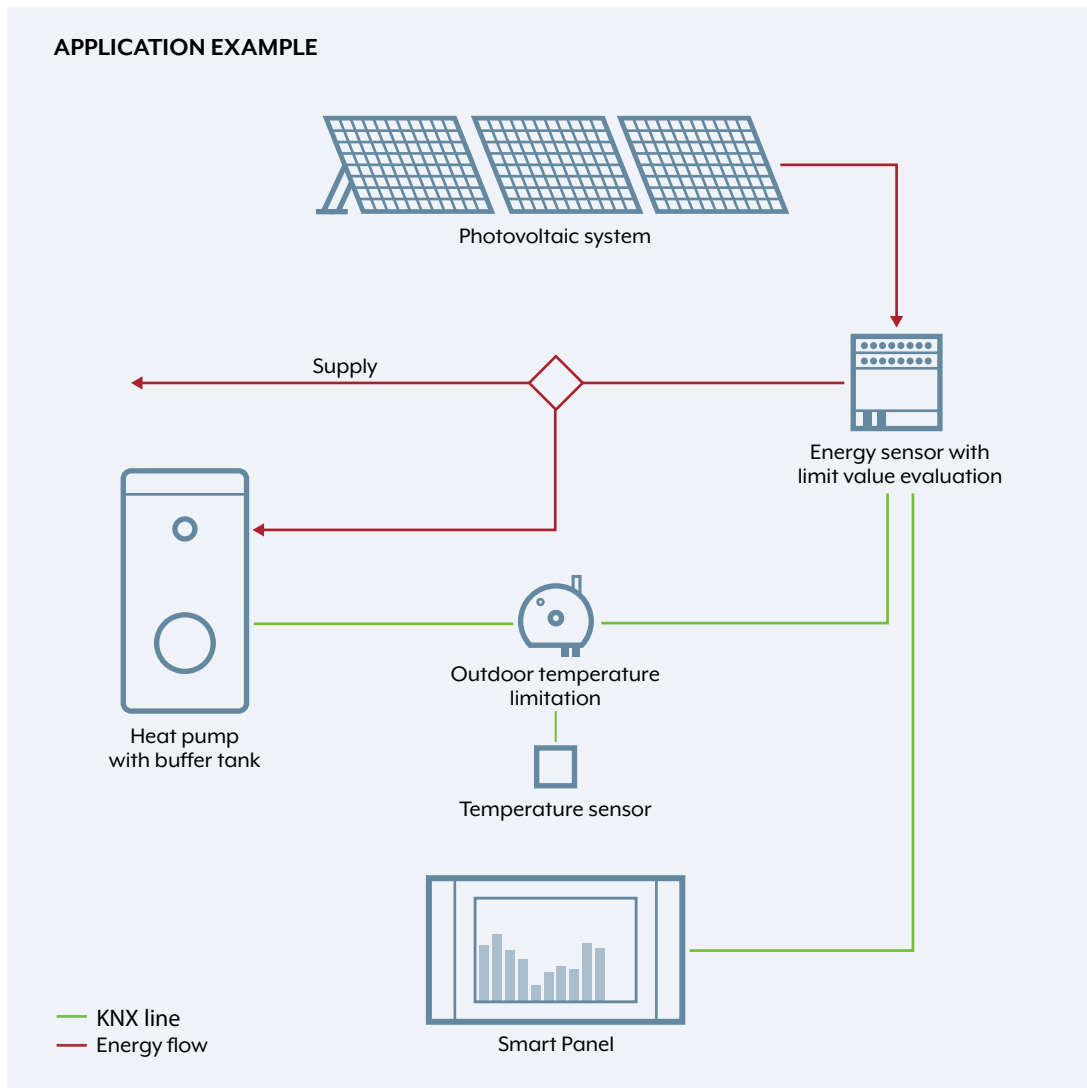 APPLICATION EXAMPLE
Photovoltaic system
Supply
Energy sensor with
limit value evaluation
Outdoor temperature
limitation
Heat pump
with buffer tank
Temperature sensor
Smart Panel
KNX line
Energy flow